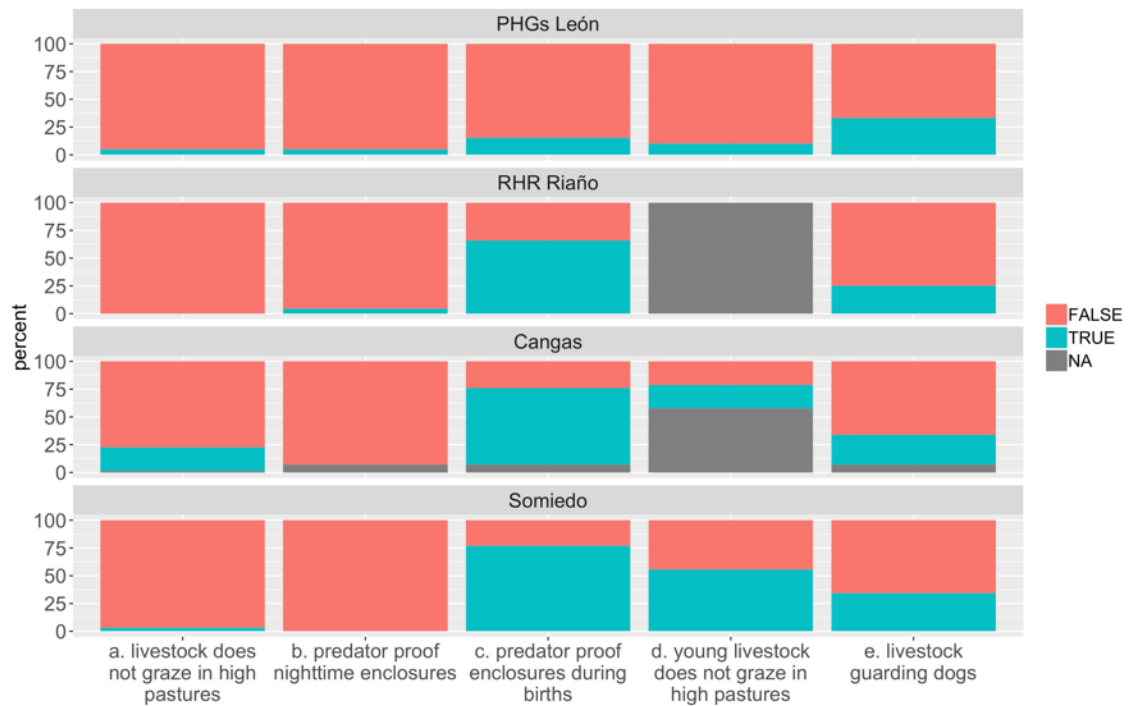 PHGs León
100
75
50
25
0
RHR Riaño
100
75
50
25
0
percent
Cangas
100
75
50
25
0
Somiedo
100
75
50
25
0
FALSE
TRUE
NA
a. livestock does
not graze in high
pastures
b. predator proof
nighttime enclosures
c. predator proof
enclosures during
births
d. young livestock
does not graze in
high pastures
e. livestock
guarding dogs